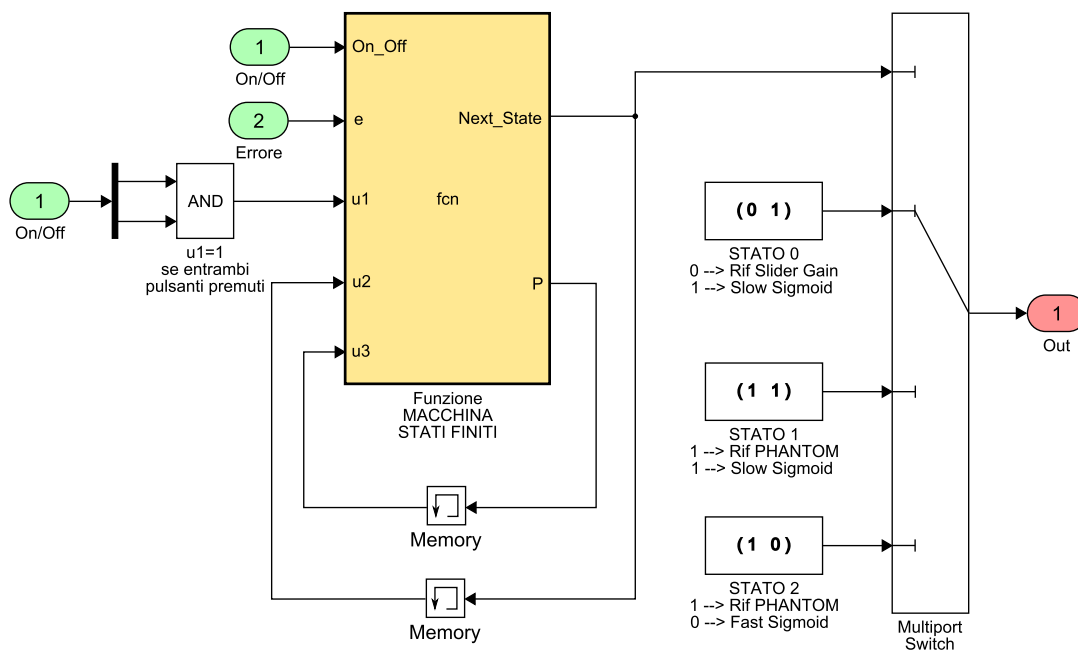 1
On/Off
2
Errore
1
On/Off
AND
u1=1
se entrambi
pulsanti premuti
On_Off
e
u1
u2
u3
fcn
Next_State
P
Funzione
MACCHINA
STATI FINITI
Memory
Memory
(0 1)
STATO 0
0 --> Rif Slider Gain
1 --> Slow Sigmoid
(1 1)
STATO 1
1 --> Rif PHANTOM
1 --> Slow Sigmoid
(1 0)
STATO 2
1 --> Rif PHANTOM
0 --> Fast Sigmoid
Multiport
Switch
1
Out